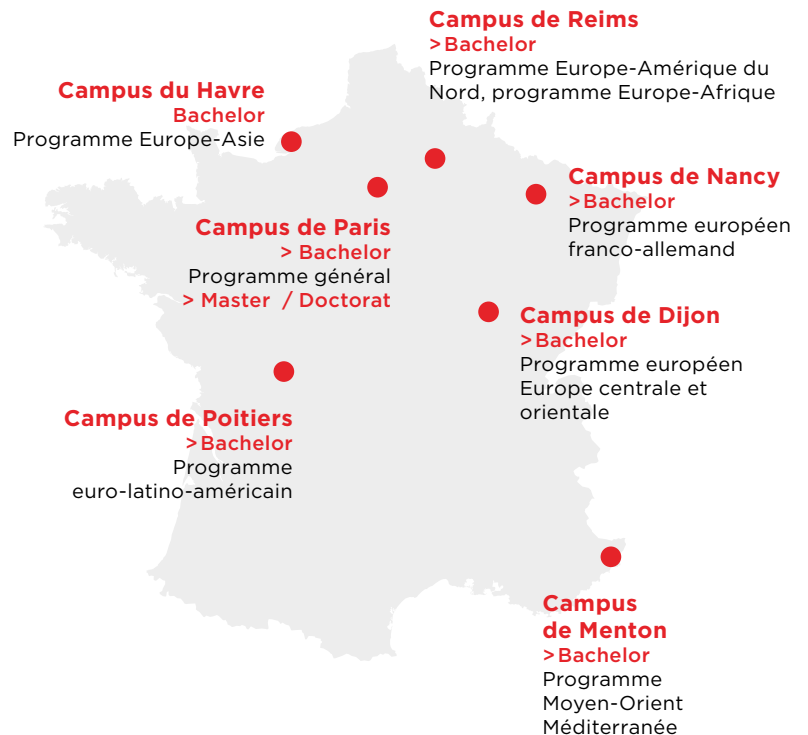 Campus de Reims
>Bachelor
Programme Europe-Amérique du
Nord, programme Europe-Afrique
Campus du Havre
Bachelor
Programme Europe-Asie
Campus de Nancy
>Bachelor
Programme européen
franco-allemand
Campus de Paris
> Bachelor
Programme général
> Master / Doctorat
Campus de Dijon
>Bachelor
Programme européen
Europe centrale et
orientale
Campus de Poitiers
>Bachelor
Programme
euro-latino-américain
Campus
de Menton
>Bachelor
Programme
Moyen-Orient
Méditerranée